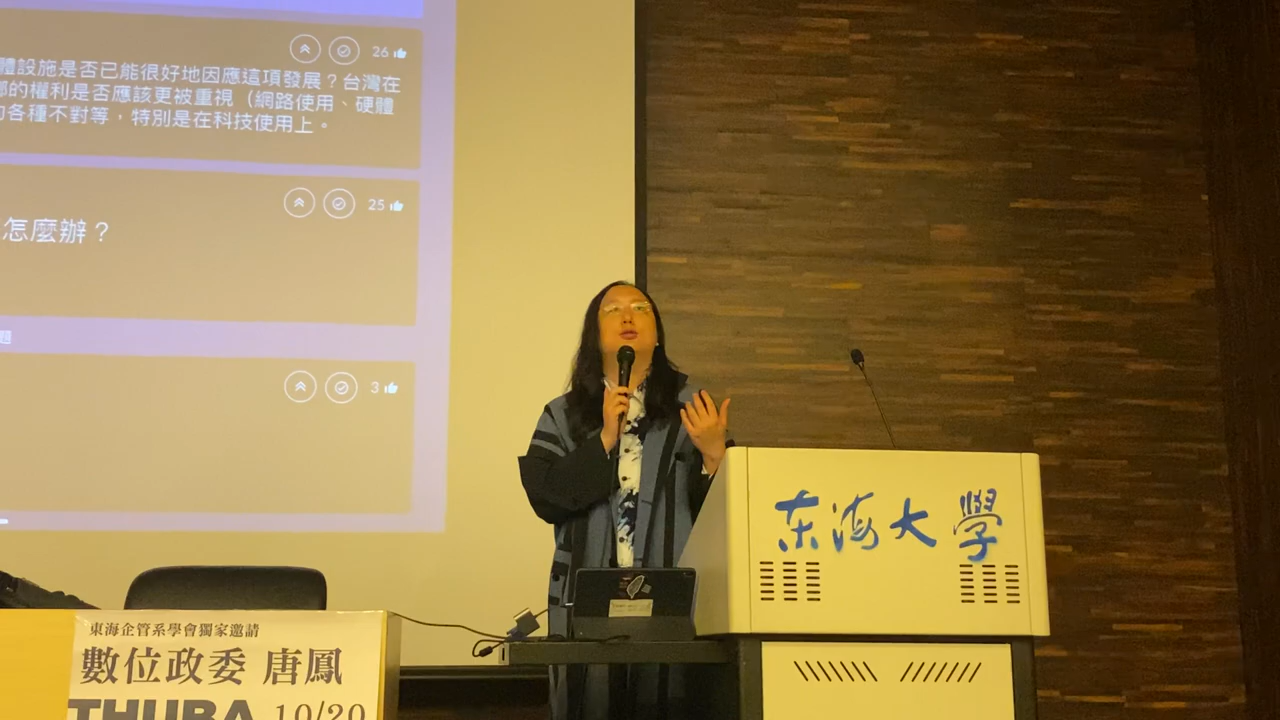 26
體設施是否已能很好地因應這項發展？台灣在
的權利是否應該更被重視（網路使用、硬體
各種不對等，特別是在科技使用上。
25
怎麼辦？
3
东海大學
東海企管系學會獨家邀請
數位政委 唐鳳
THUBA 10/20